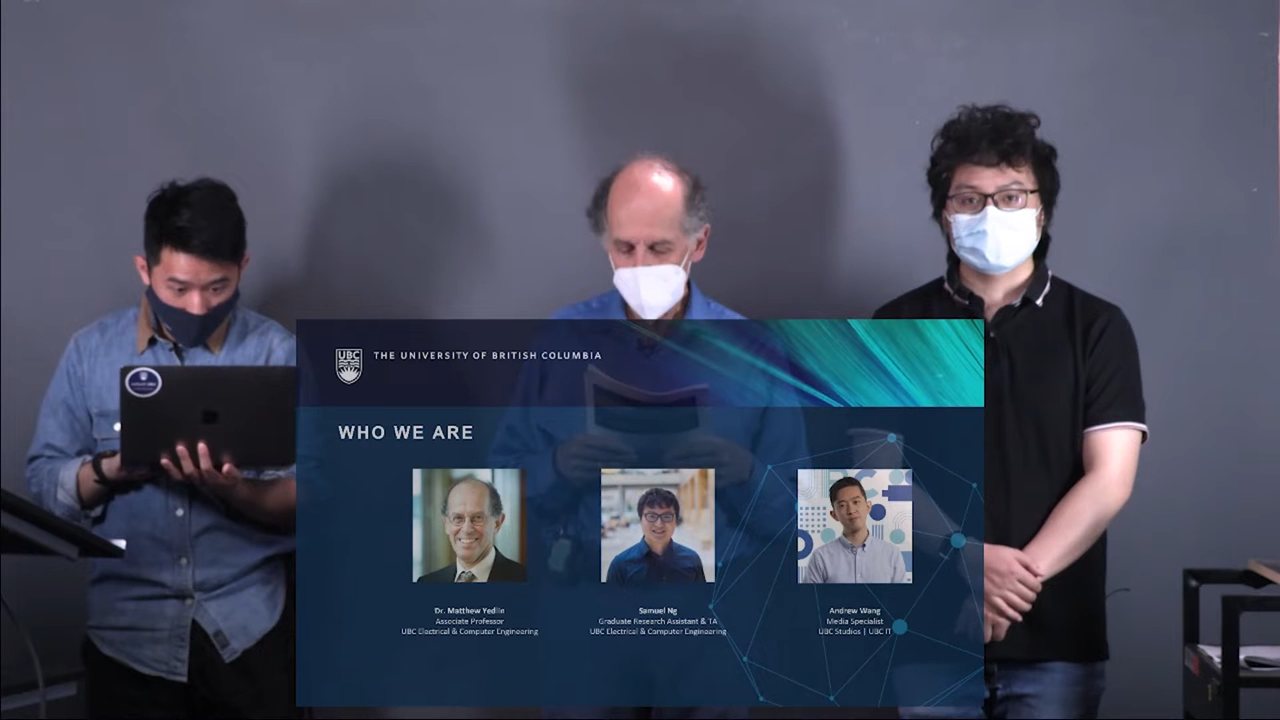 UBC
THE UNIVERSITY OF BRITISH COLUMBIA
WHO WE ARE
Dr. Matthew Yedlin
Associate Professor
UBC Electrical & Computer Engineering
Samuel Ng
Graduate Research Assistant & TA
UBC Electrical & Computer Engineering
Andrew Wang
Media Specialist
UBC Studios | UBC IT